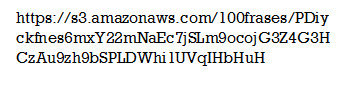 https://s3.amazonaws.com/100frases/PDiy
ckfnes6mxY22mNaEc7jSLm9ocojG3Z4G3H
CzAu9zh9bSPLDWhi1UVqIHbHuH